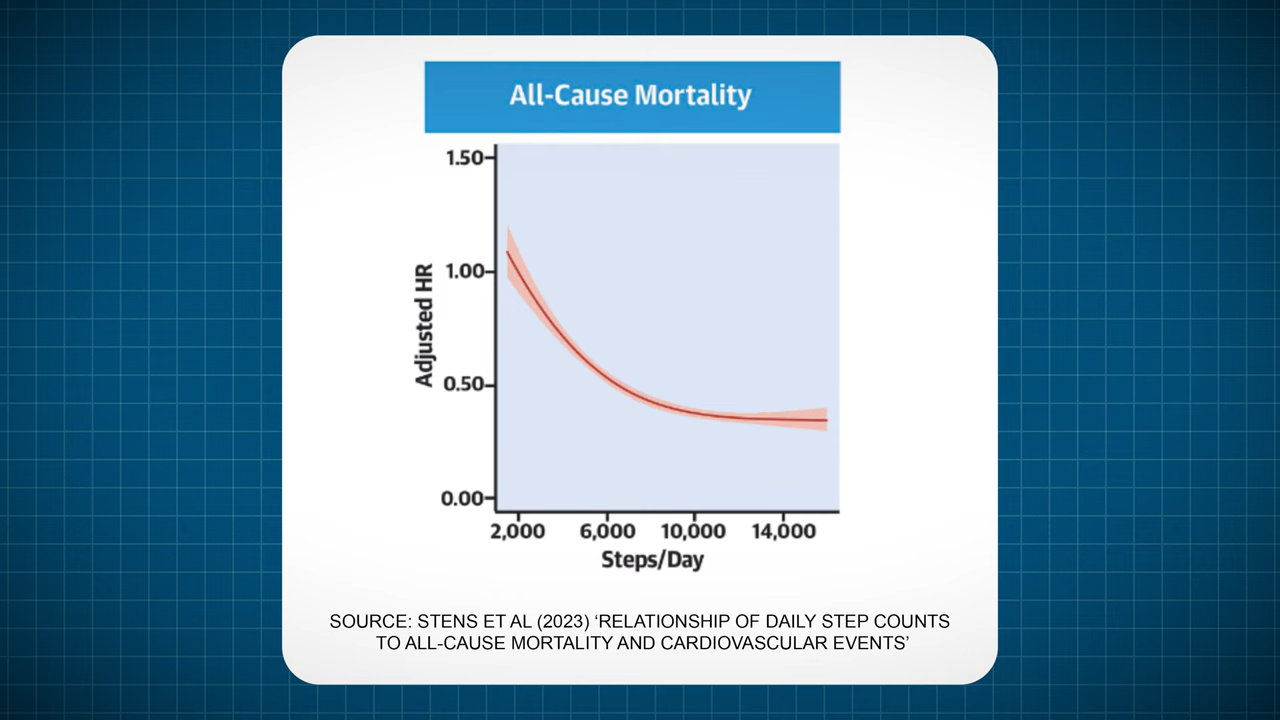 All-Cause Mortality
1.50
1.00
0.50
0.00
Adjusted HR
2,000 6,000 10,000 14,000
Steps/Day
SOURCE: STENS ET AL (2023) ‘RELATIONSHIP OF DAILY STEP COUNTS
TO ALL-CAUSE MORTALITY AND CARDIOVASCULAR EVENTS’